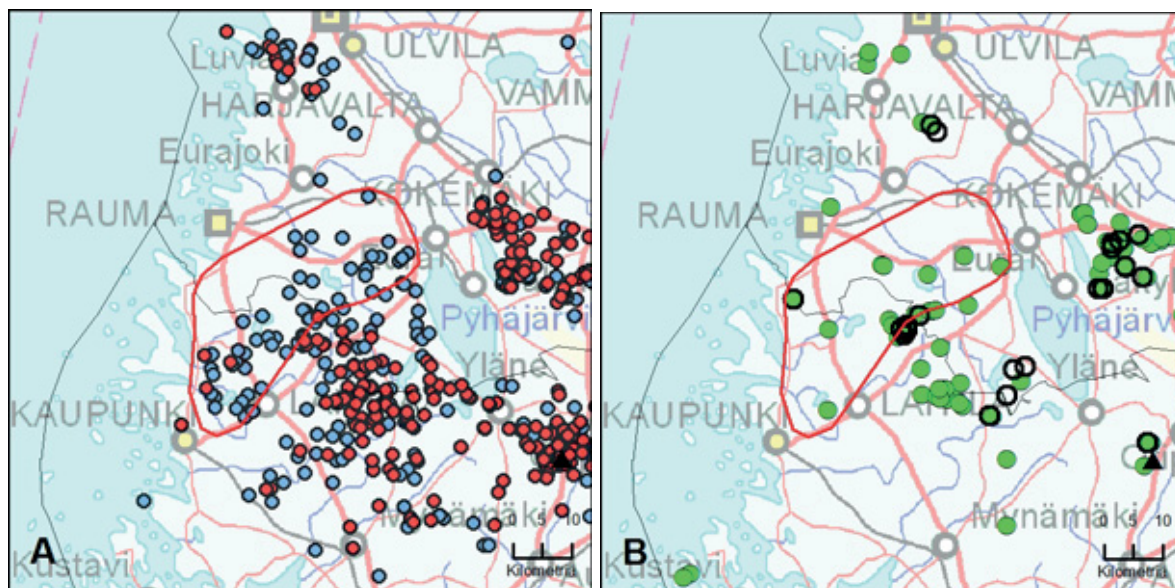 ULVILA
Luvia
HARJAVALTA
VAMM
Eurajoki
KOKEMÄKI
RAUMA
Pyhäjärvi
Yläne
KAUPUNKI
Mynämäki
0 5 10
Kilometriä
A
Kustavi
ULVILA
Luvia
HARJAVALTA
VAMM
Eurajoki
KOKEMÄKI
RAUMA
Pyhäjärvi
Yläne
KAUPUNKI
Mynämäki
0 5 10
Kilometriä
B
Kustavi